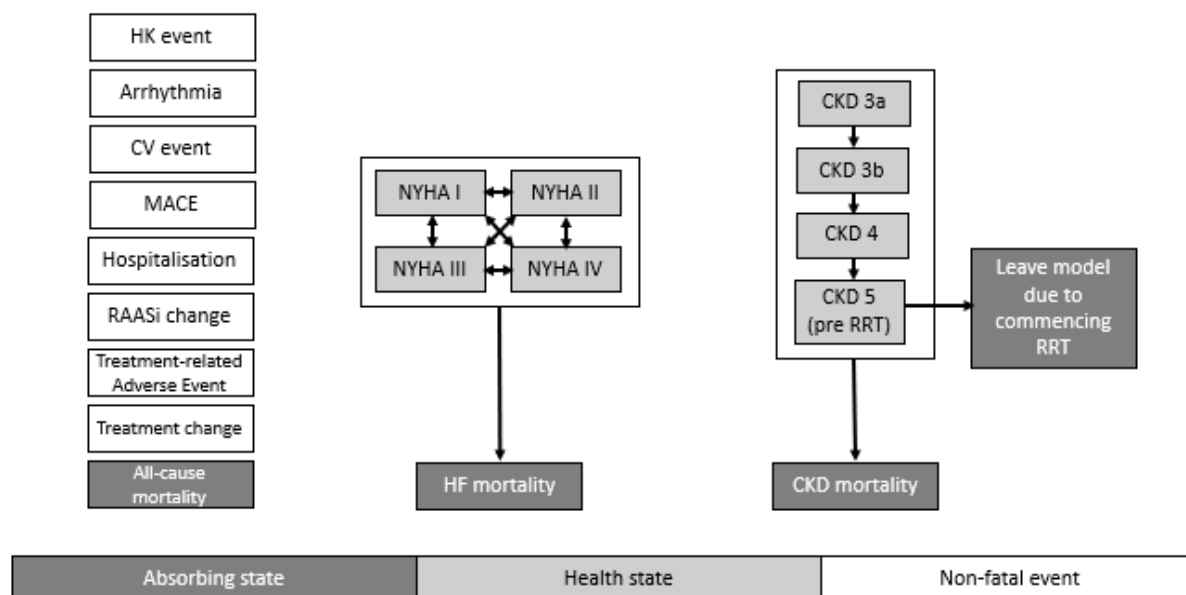 HK event
Arrhythmia
CV event
MACE
Hospitalisation
RAASi change
Treatment-related
Adverse Event
Treatment change
All-cause
mortality
NYHA I
NYHA II
NYHA III
NYHA IV
HF mortality
CKD 3a
CKD 3b
CKD 4
CKD 5
(pre RRT)
Leave model
due to
commencing
RRT
CKD mortality
Absorbing state
Health state
Non-fatal event